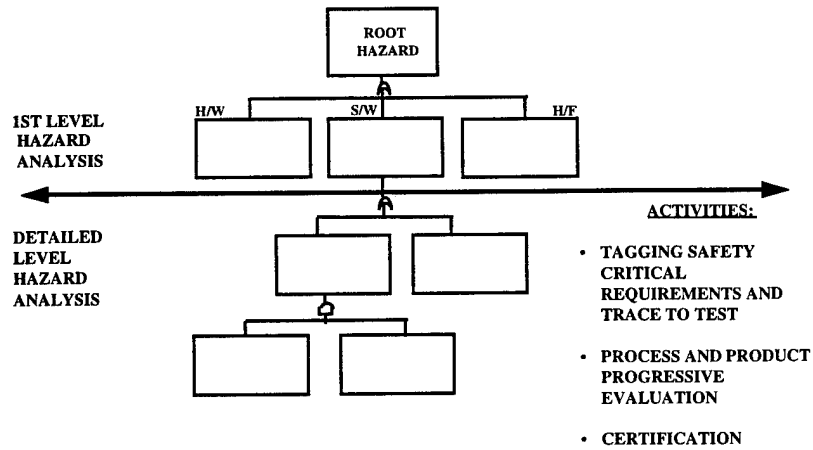 ROOT
HAZARD
H/W
S/W
H/F
1ST LEVEL
HAZARD
ANALYSIS
DETAILED
LEVEL
HAZARD
ANALYSIS
ACTIVITIES:
• TAGGING SAFETY
CRITICAL
REQUIREMENTS AND
TRACE TO TEST
• PROCESS AND PRODUCT
PROGRESSIVE
EVALUATION
• CERTIFICATION